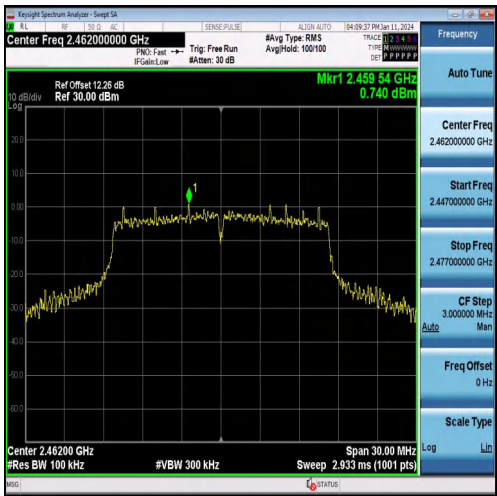 Keysight Spectrum Analyzer - Swept SA
RL RF 50 Ω AC SENSE:PULSE ALIGN AUTO 04:09:37 PM Jan 11, 2024
Center Freq 2.462000000 GHz
PNO: Fast
IFGain:Low
Trig: Free Run
#Atten: 30 dB
#Avg Type: RMS
Avg|Hold: 100/100
TRACE 1 2 3 4 5 6
TYPE M W W W W W
DET P P P P P P
Frequency
Mkr1 2.459 54 GHz
0.740 dBm
Ref Offset 12.26 dB
10 dB/div Ref 30.00 dBm
Log
20.0
10.0
0.00
-10.0
-20.0
-30.0
-40.0
-50.0
-60.0
1
Center 2.46200 GHz Span 30.00 MHz
#Res BW 100 kHz #VBW 300 kHz Sweep 2.933 ms (1001 pts)
Auto Tune
Center Freq
2.462000000 GHz
Start Freq
2.447000000 GHz
Stop Freq
2.477000000 GHz
CF Step
3.000000 MHz
Auto Man
Freq Offset
0 Hz
Scale Type
Log Lin
MSG STATUS